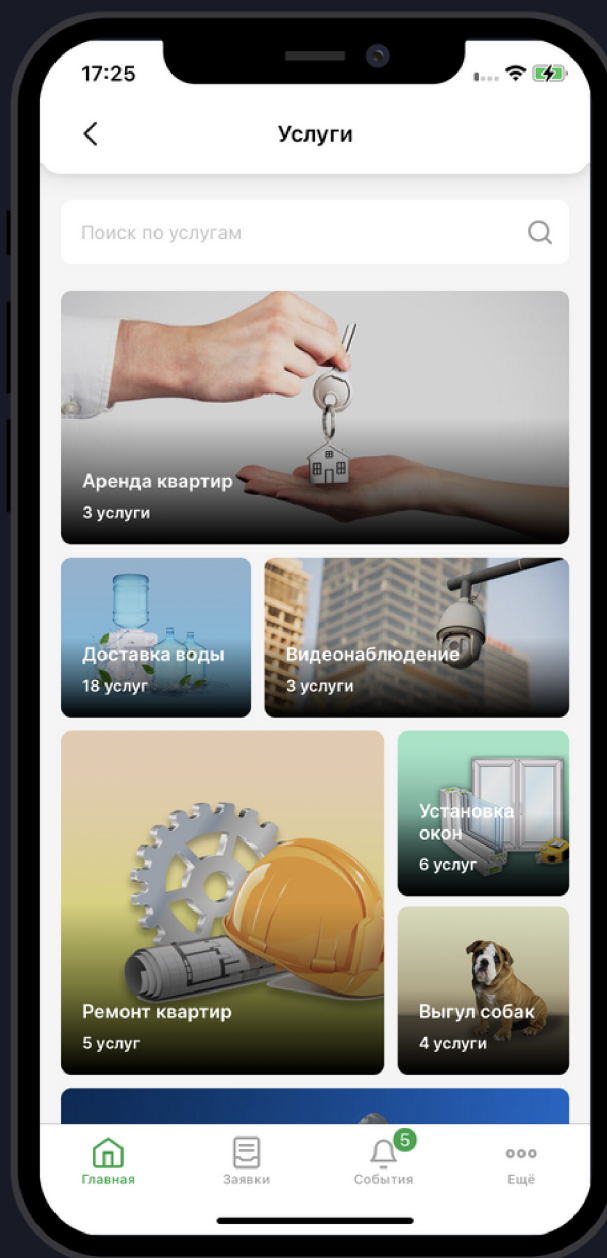 17:25
Услуги
Поиск по услугам
Аренда квартир
3 услуги
Доставка воды
18 услуг
Видеонаблюдение
3 услуги
Ремонт квартир
5 услуг
Установка
окон
6 услуг
Выгул собак
4 услуги
5
Главная
Заявки
События
Ещё